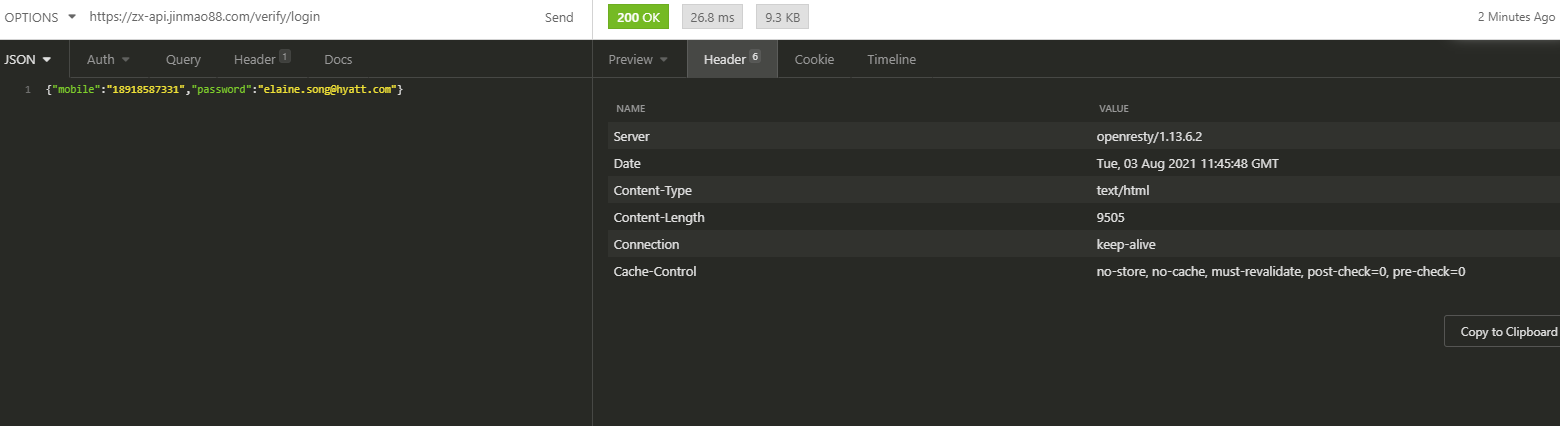 OPTIONS https://zx-api.jinmao88.com/verify/login Send 200 OK 26.8 ms 9.3 KB 2 Minutes Ago
JSON Auth Query Header 1 Docs Preview Header 6 Cookie Timeline
1 {"mobile":"18918587331","password":"elaine.song@hyatt.com"}
NAME VALUE
Server openresty/1.13.6.2
Date Tue, 03 Aug 2021 11:45:48 GMT
Content-Type text/html
Content-Length 9505
Connection keep-alive
Cache-Control no-store, no-cache, must-revalidate, post-check=0, pre-check=0
Copy to Clipboard